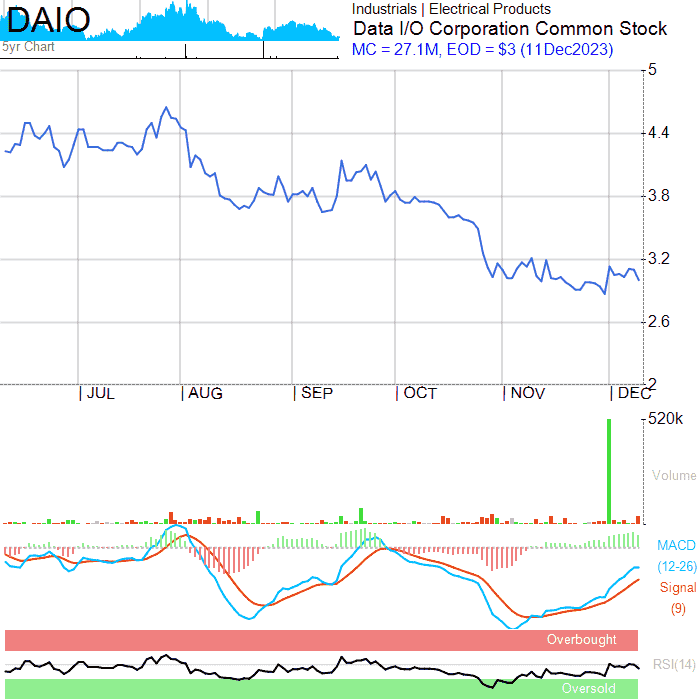 DAIO
5yr Chart
Industrials | Electrical Products
Data I/O Corporation Common Stock
MC = 27.1M, EOD = $3 (11Dec2023)
5
4.4
3.8
3.2
2.6
2
JUL AUG SEP OCT NOV DEC
520k
Volume
MACD
(12-26)
Signal
(9)
Overbought
RSI(14)
Oversold